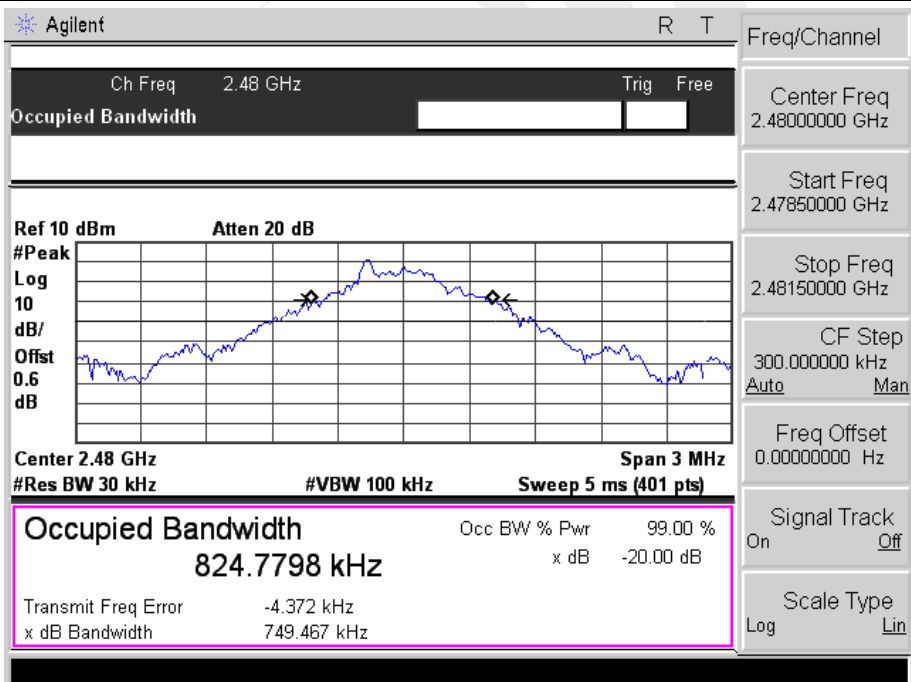 Agilent R T
Ch Freq 2.48 GHz Trig Free
Occupied Bandwidth
Ref 10 dBm Atten 20 dB
#Peak
Log
10
dB/
Offst
0.6
dB
Center 2.48 GHz Span 3 MHz
#Res BW 30 kHz #VBW 100 kHz Sweep 5 ms (401 pts)
Occupied Bandwidth
824.7798 kHz
Occ BW % Pwr 99.00 %
x dB -20.00 dB
Transmit Freq Error -4.372 kHz
x dB Bandwidth 749.467 kHz
Freq/Channel
Center Freq
2.48000000 GHz
Start Freq
2.47850000 GHz
Stop Freq
2.48150000 GHz
CF Step
300.000000 kHz
Auto Man
Freq Offset
0.00000000 Hz
Signal Track
On Off
Scale Type
Log Lin